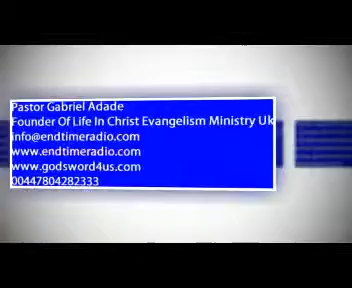 Pastor Gabriel Adade
Founder Of Life In Christ Evangelism Ministry Uk
info@endtimeradio.com
www.endtimeradio.com
www.godsword4us.com
00447804282333